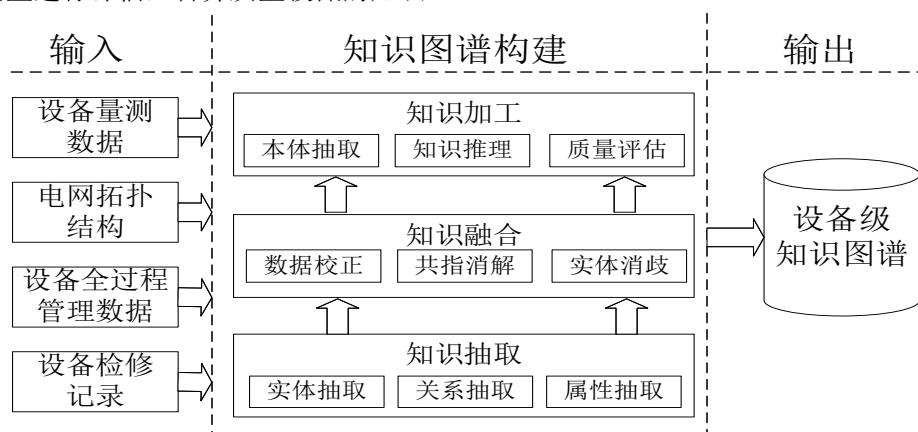 输入
知识图谱构建
输出
设备量测
数据
电网拓扑
结构
设备全过程
管理数据
设备检修
记录
知识加工
本体抽取
知识推理
质量评估
知识融合
数据校正
共指消解
实体消歧
知识抽取
实体抽取
关系抽取
属性抽取
设备级
知识图谱